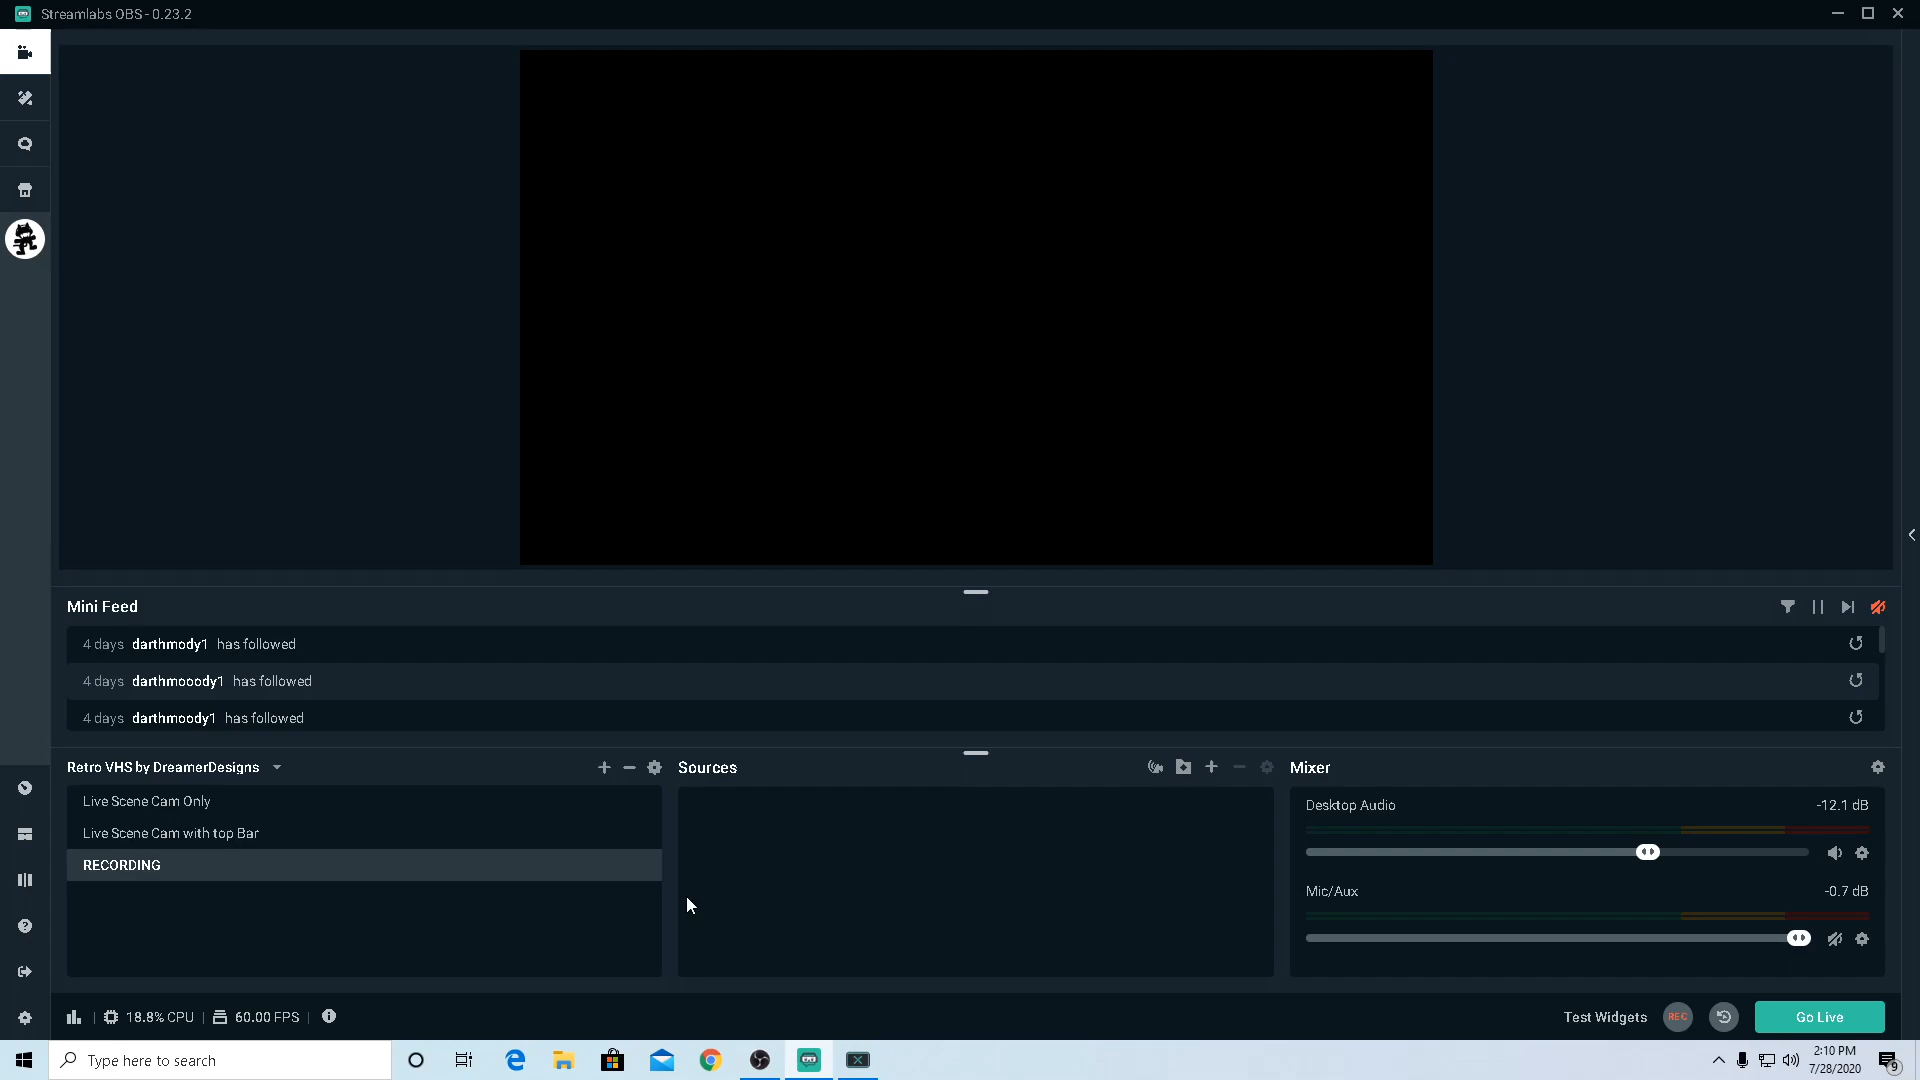 Streamlabs OBS - 0.23.2
Mini Feed
4 days darthmody1 has followed
4 days darthmooody1 has followed
4 days darthmoody1 has followed
Retro VHS by DreamerDesigns
Live Scene Cam Only
Live Scene Cam with top Bar
RECORDING
Sources
Mixer
Desktop Audio -12.1 dB
Mic/Aux -0.7 dB
18.8% CPU | 60.00 FPS
Test Widgets REC Go Live
Type here to search
2:10 PM
7/28/2020
9